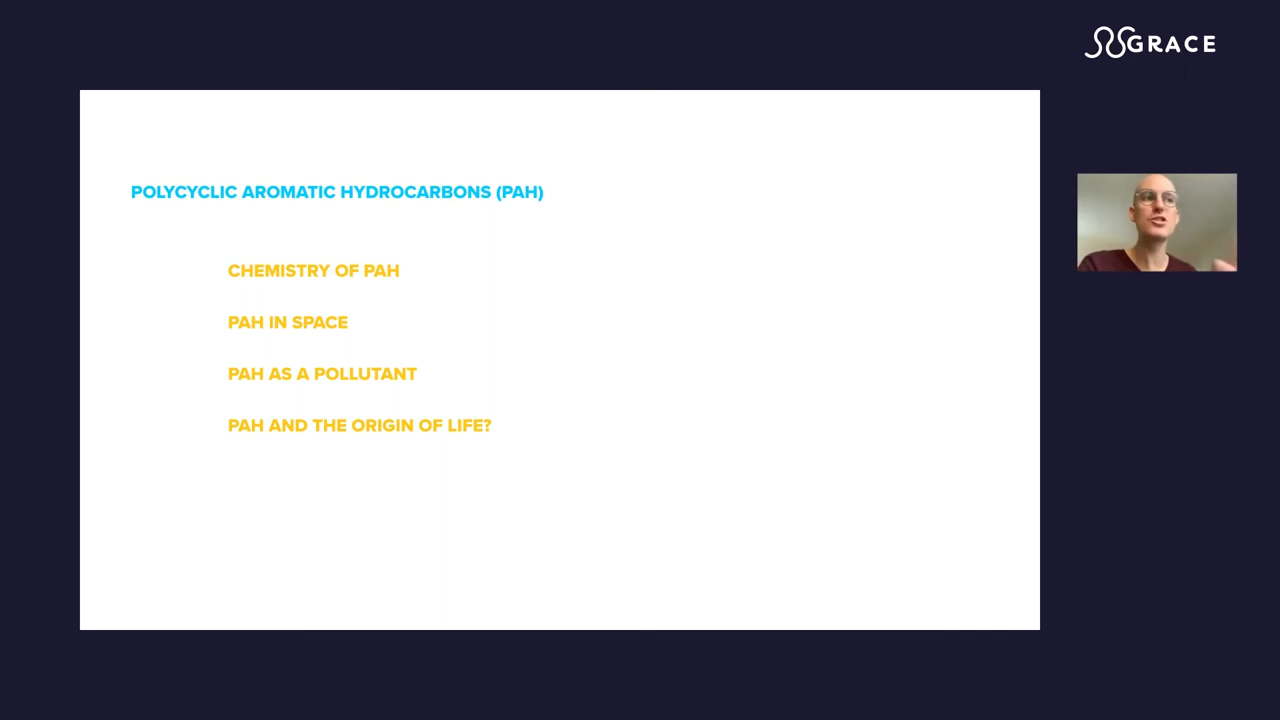 GRACE
POLYCYCLIC AROMATIC HYDROCARBONS (PAH)
CHEMISTRY OF PAH
PAH IN SPACE
PAH AS A POLLUTANT
PAH AND THE ORIGIN OF LIFE?